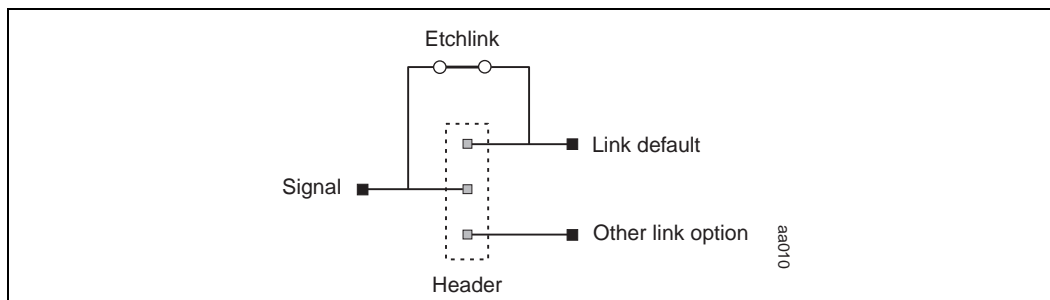 Etchlink
Link default
Signal
Other link option
aa010
Header